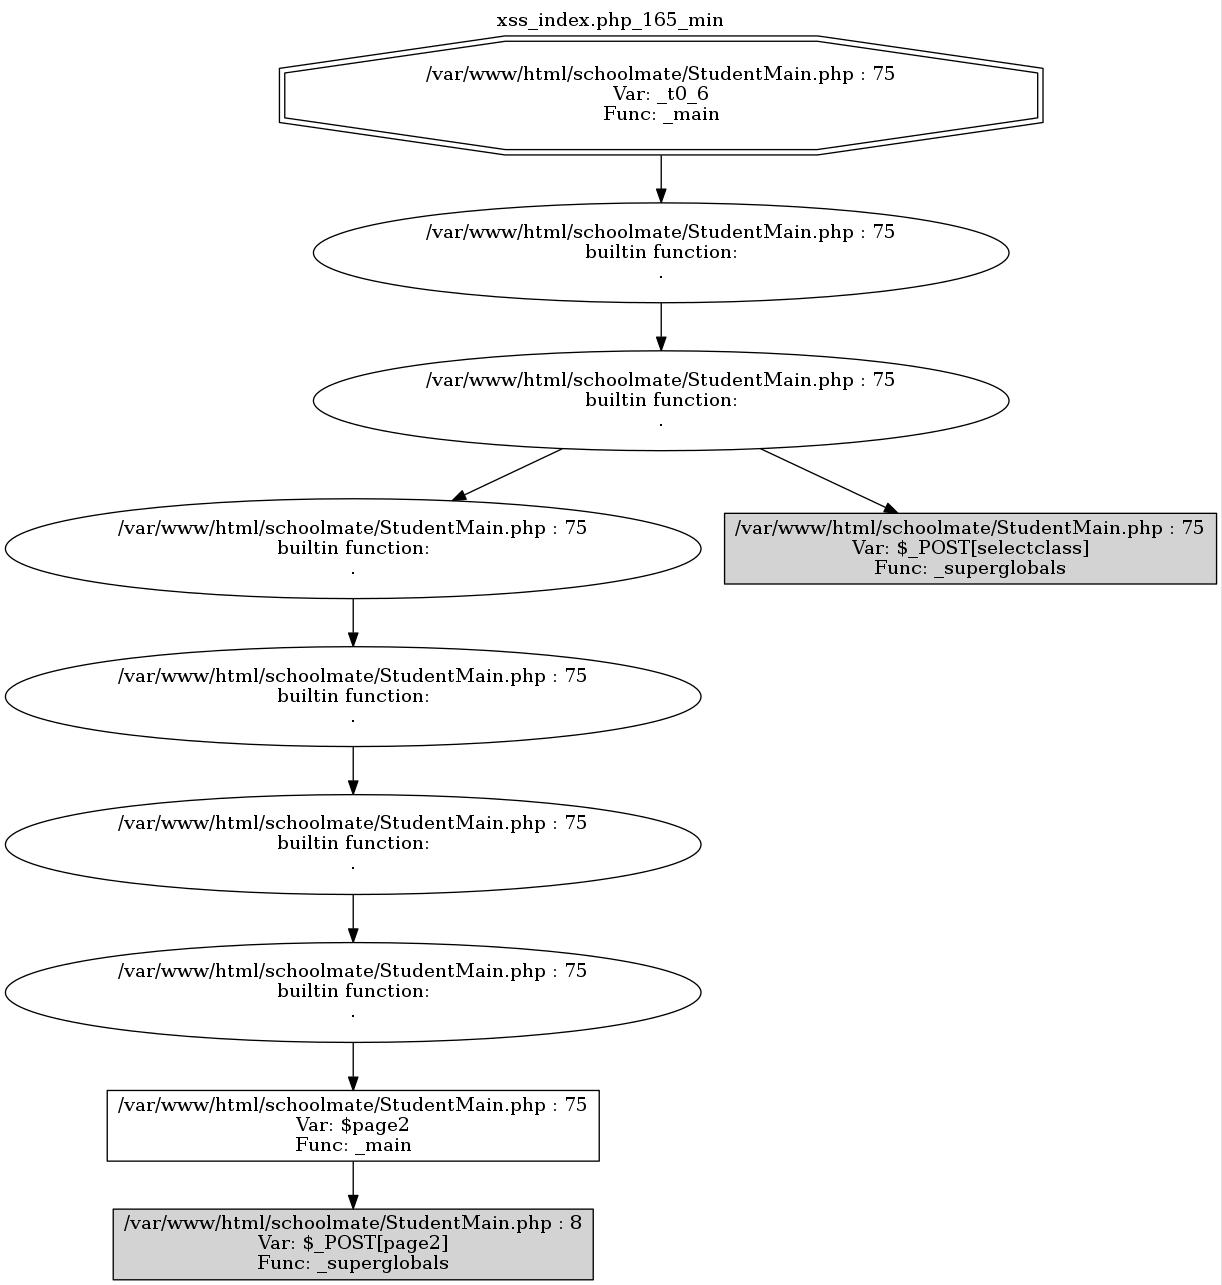 xss_index.php_165_min
/var/www/html/schoolmate/StudentMain.php : 75
Var: _t0_6
Func: _main
/var/www/html/schoolmate/StudentMain.php : 75
builtin function:
.
/var/www/html/schoolmate/StudentMain.php : 75
builtin function:
.
/var/www/html/schoolmate/StudentMain.php : 75
builtin function:
.
/var/www/html/schoolmate/StudentMain.php : 75
Var: $_POST[selectclass]
Func: _superglobals
/var/www/html/schoolmate/StudentMain.php : 75
builtin function:
.
/var/www/html/schoolmate/StudentMain.php : 75
builtin function:
.
/var/www/html/schoolmate/StudentMain.php : 75
builtin function:
.
/var/www/html/schoolmate/StudentMain.php : 75
Var: $page2
Func: _main
/var/www/html/schoolmate/StudentMain.php : 8
Var: $_POST[page2]
Func: _superglobals